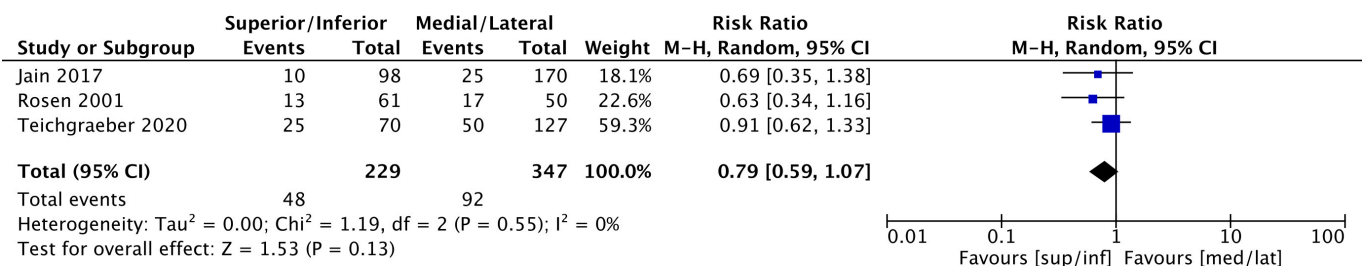 Superior/Inferior Medial/Lateral Risk Ratio Risk Ratio
Study or Subgroup Events Total Events Total Weight M-H, Random, 95% CI M-H, Random, 95% CI
Jain 2017 10 98 25 170 18.1% 0.69 [0.35, 1.38]
Rosen 2001 13 61 17 50 22.6% 0.63 [0.34, 1.16]
Teichgraeber 2020 25 70 50 127 59.3% 0.91 [0.62, 1.33]
Total (95% CI) 229 347 100.0% 0.79 [0.59, 1.07]
Total events 48 92
Heterogeneity: Tau² = 0.00; Chi² = 1.19, df = 2 (P = 0.55); I² = 0%
Test for overall effect: Z = 1.53 (P = 0.13)
0.01 0.1 1 10 100
Favours [sup/inf] Favours [med/lat]